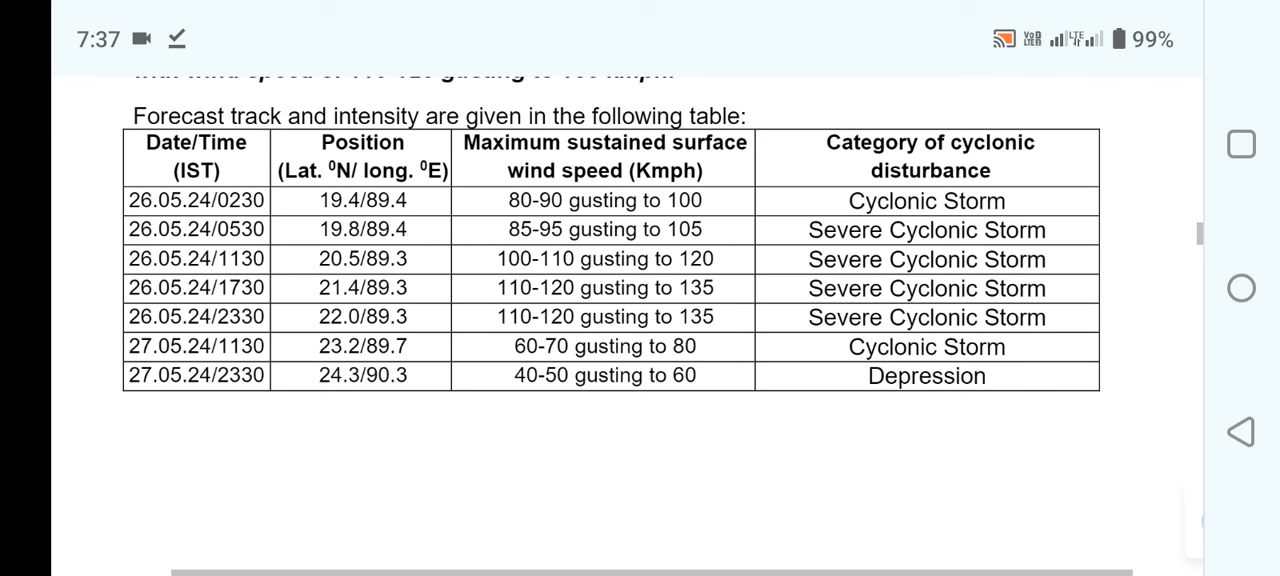 7:37 VoD LTEB LTE 99%
Forecast track and intensity are given in the following table:
Date/Time (IST) Position (Lat. ⁰N/ long. ⁰E) Maximum sustained surface wind speed (Kmph) Category of cyclonic disturbance
26.05.24/0230 19.4/89.4 80-90 gusting to 100 Cyclonic Storm
26.05.24/0530 19.8/89.4 85-95 gusting to 105 Severe Cyclonic Storm
26.05.24/1130 20.5/89.3 100-110 gusting to 120 Severe Cyclonic Storm
26.05.24/1730 21.4/89.3 110-120 gusting to 135 Severe Cyclonic Storm
26.05.24/2330 22.0/89.3 110-120 gusting to 135 Severe Cyclonic Storm
27.05.24/1130 23.2/89.7 60-70 gusting to 80 Cyclonic Storm
27.05.24/2330 24.3/90.3 40-50 gusting to 60 Depression